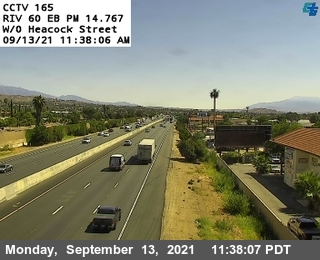 CCTV 165
RIV 60 EB PM 14.767
W/O Heacock Street
09/13/21 11:38:06 AM
Monday, September 13, 2021 11:38:07 PDT